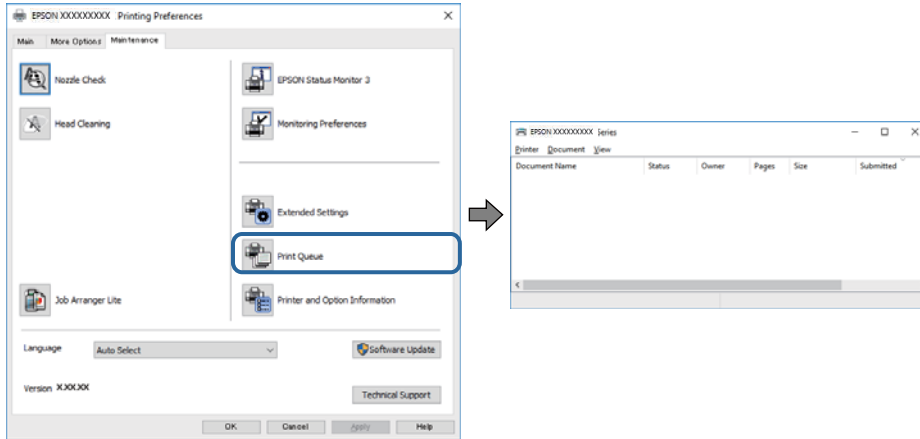 EPSON XXXXXXXXX Printing Preferences
Main More Options Maintenance
Nozzle Check
EPSON Status Monitor 3
Head Cleaning
Monitoring Preferences
Extended Settings
Print Queue
Job Arranger Lite
Printer and Option Information
Language Auto Select
Software Update
Version X.XX.XX
Technical Support
OK Cancel Apply Help
EPSON XXXXXXXXX Series
Printer Document View
Document Name Status Owner Pages Size Submitted